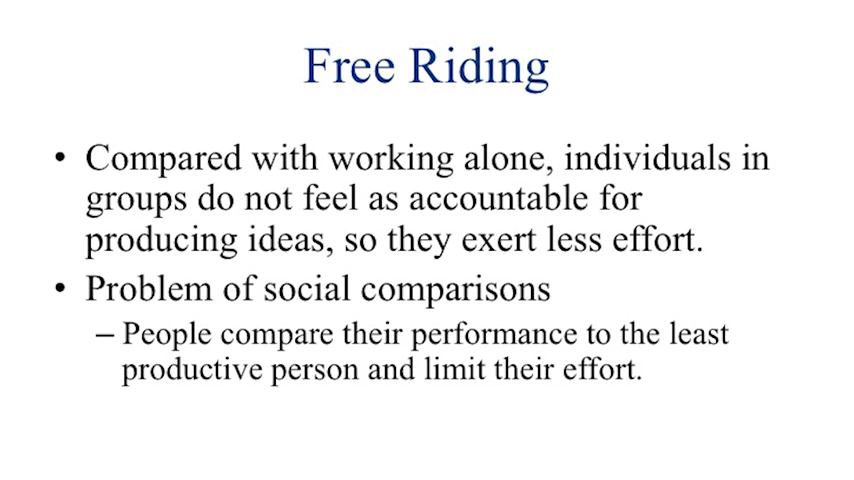 Free Riding
• Compared with working alone, individuals in
groups do not feel as accountable for
producing ideas, so they exert less effort.
• Problem of social comparisons
– People compare their performance to the least
productive person and limit their effort.